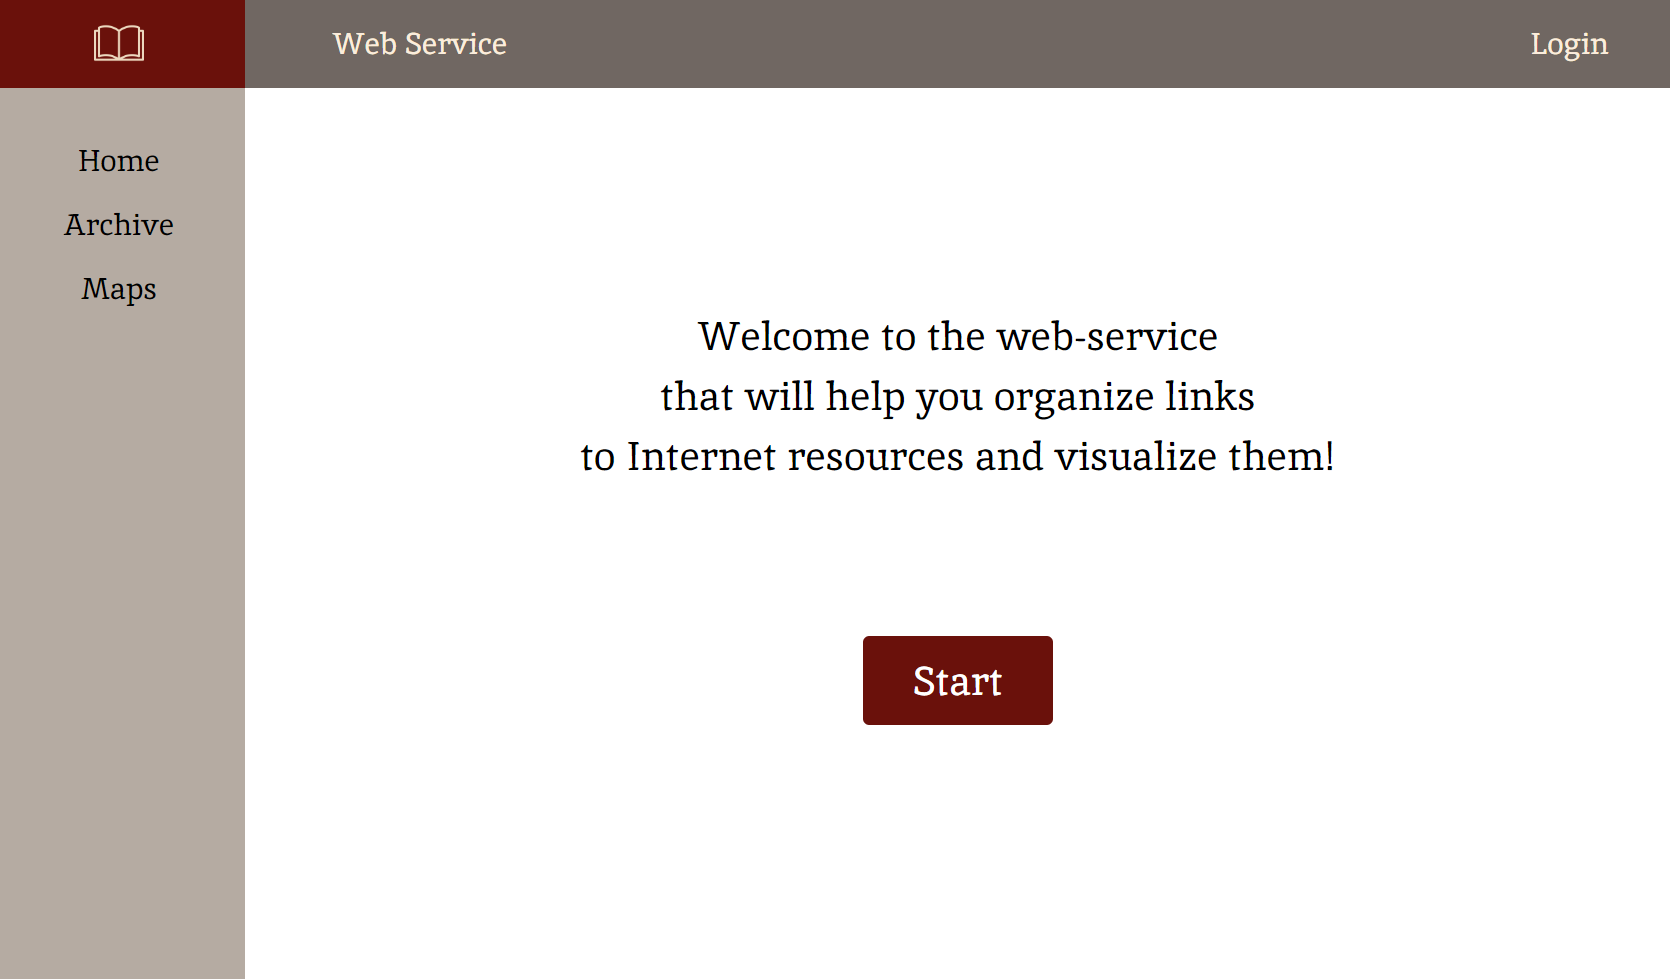 Web Service
Login
Home
Archive
Maps
Welcome to the web-service
that will help you organize links
to Internet resources and visualize them!
Start